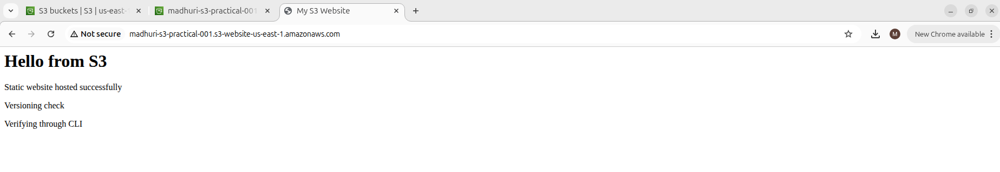 S3 buckets | S3 | us-east-
madhuri-s3-practical-001
My S3 Website
Not secure
madhuri-s3-practical-001.s3-website-us-east-1.amazonaws.com
M
New Chrome available
Hello from S3
Static website hosted successfully
Versioning check
Verifying through CLI